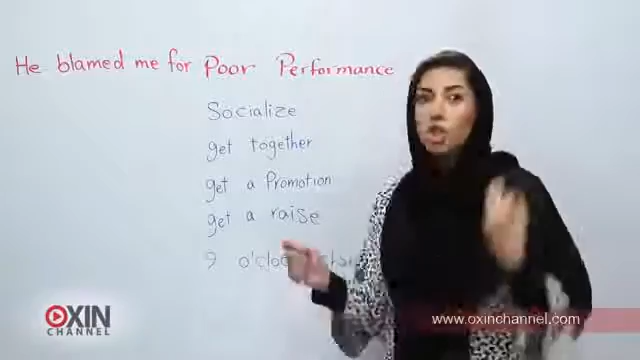 He blamed me for Poor Performance
Socialize
get together
get a Promotion
get a raise
9 o'clock
OXIN
CHANNEL
www.oxinchannel.com